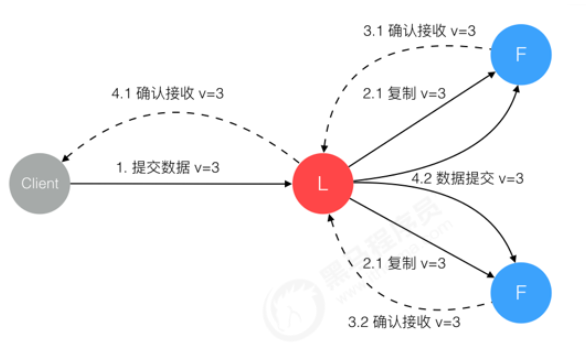 3.1 确认接收 v=3
F
4.1 确认接收 v=3
2.1 复制 v=3
1. 提交数据 v=3
Client
L
4.2 数据提交 v=3
黑马程序员
2.1 复制 v=3
F
3.2 确认接收 v=3